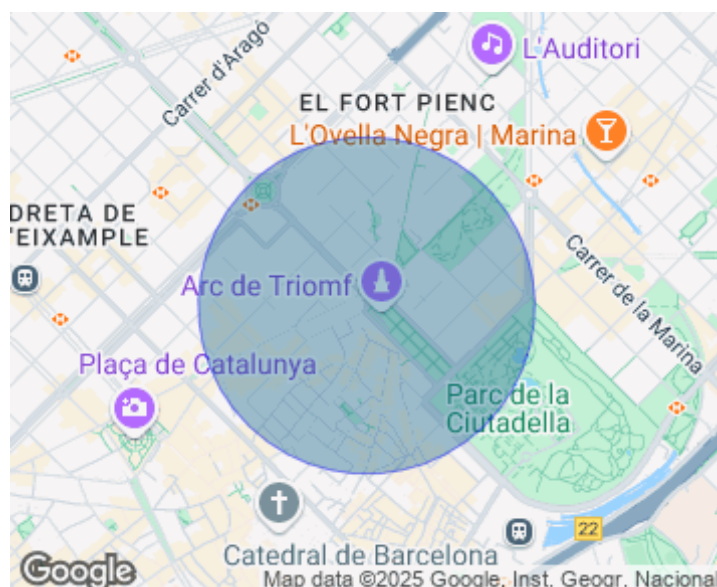 L'Auditori
Carrer d'Aragó
EL FORT PIENC
L'Ovella Negra | Marina
DRETA DE
'EIXAMPLE
Carrer de la Marina
Arc de Triomf
Plaça de Catalunya
Parc de la
Ciutadella
22
Catedral de Barcelona
Google
Map data ©2025 Google, Inst. Geogr. Nacional